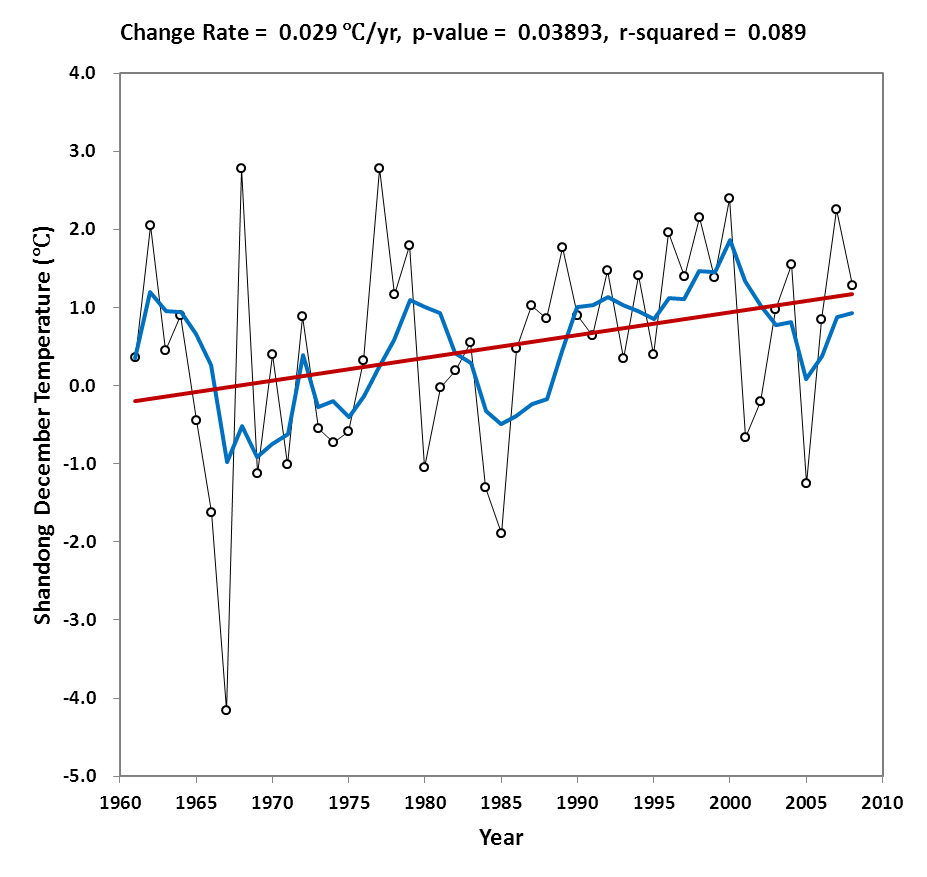 Change Rate = 0.029 ℃/yr, p-value = 0.03893, r-squared = 0.089
4.0
3.0
2.0
1.0
0.0
-1.0
-2.0
-3.0
-4.0
-5.0
Shandong December Temperature (℃)
1960 1965 1970 1975 1980 1985 1990 1995 2000 2005 2010
Year